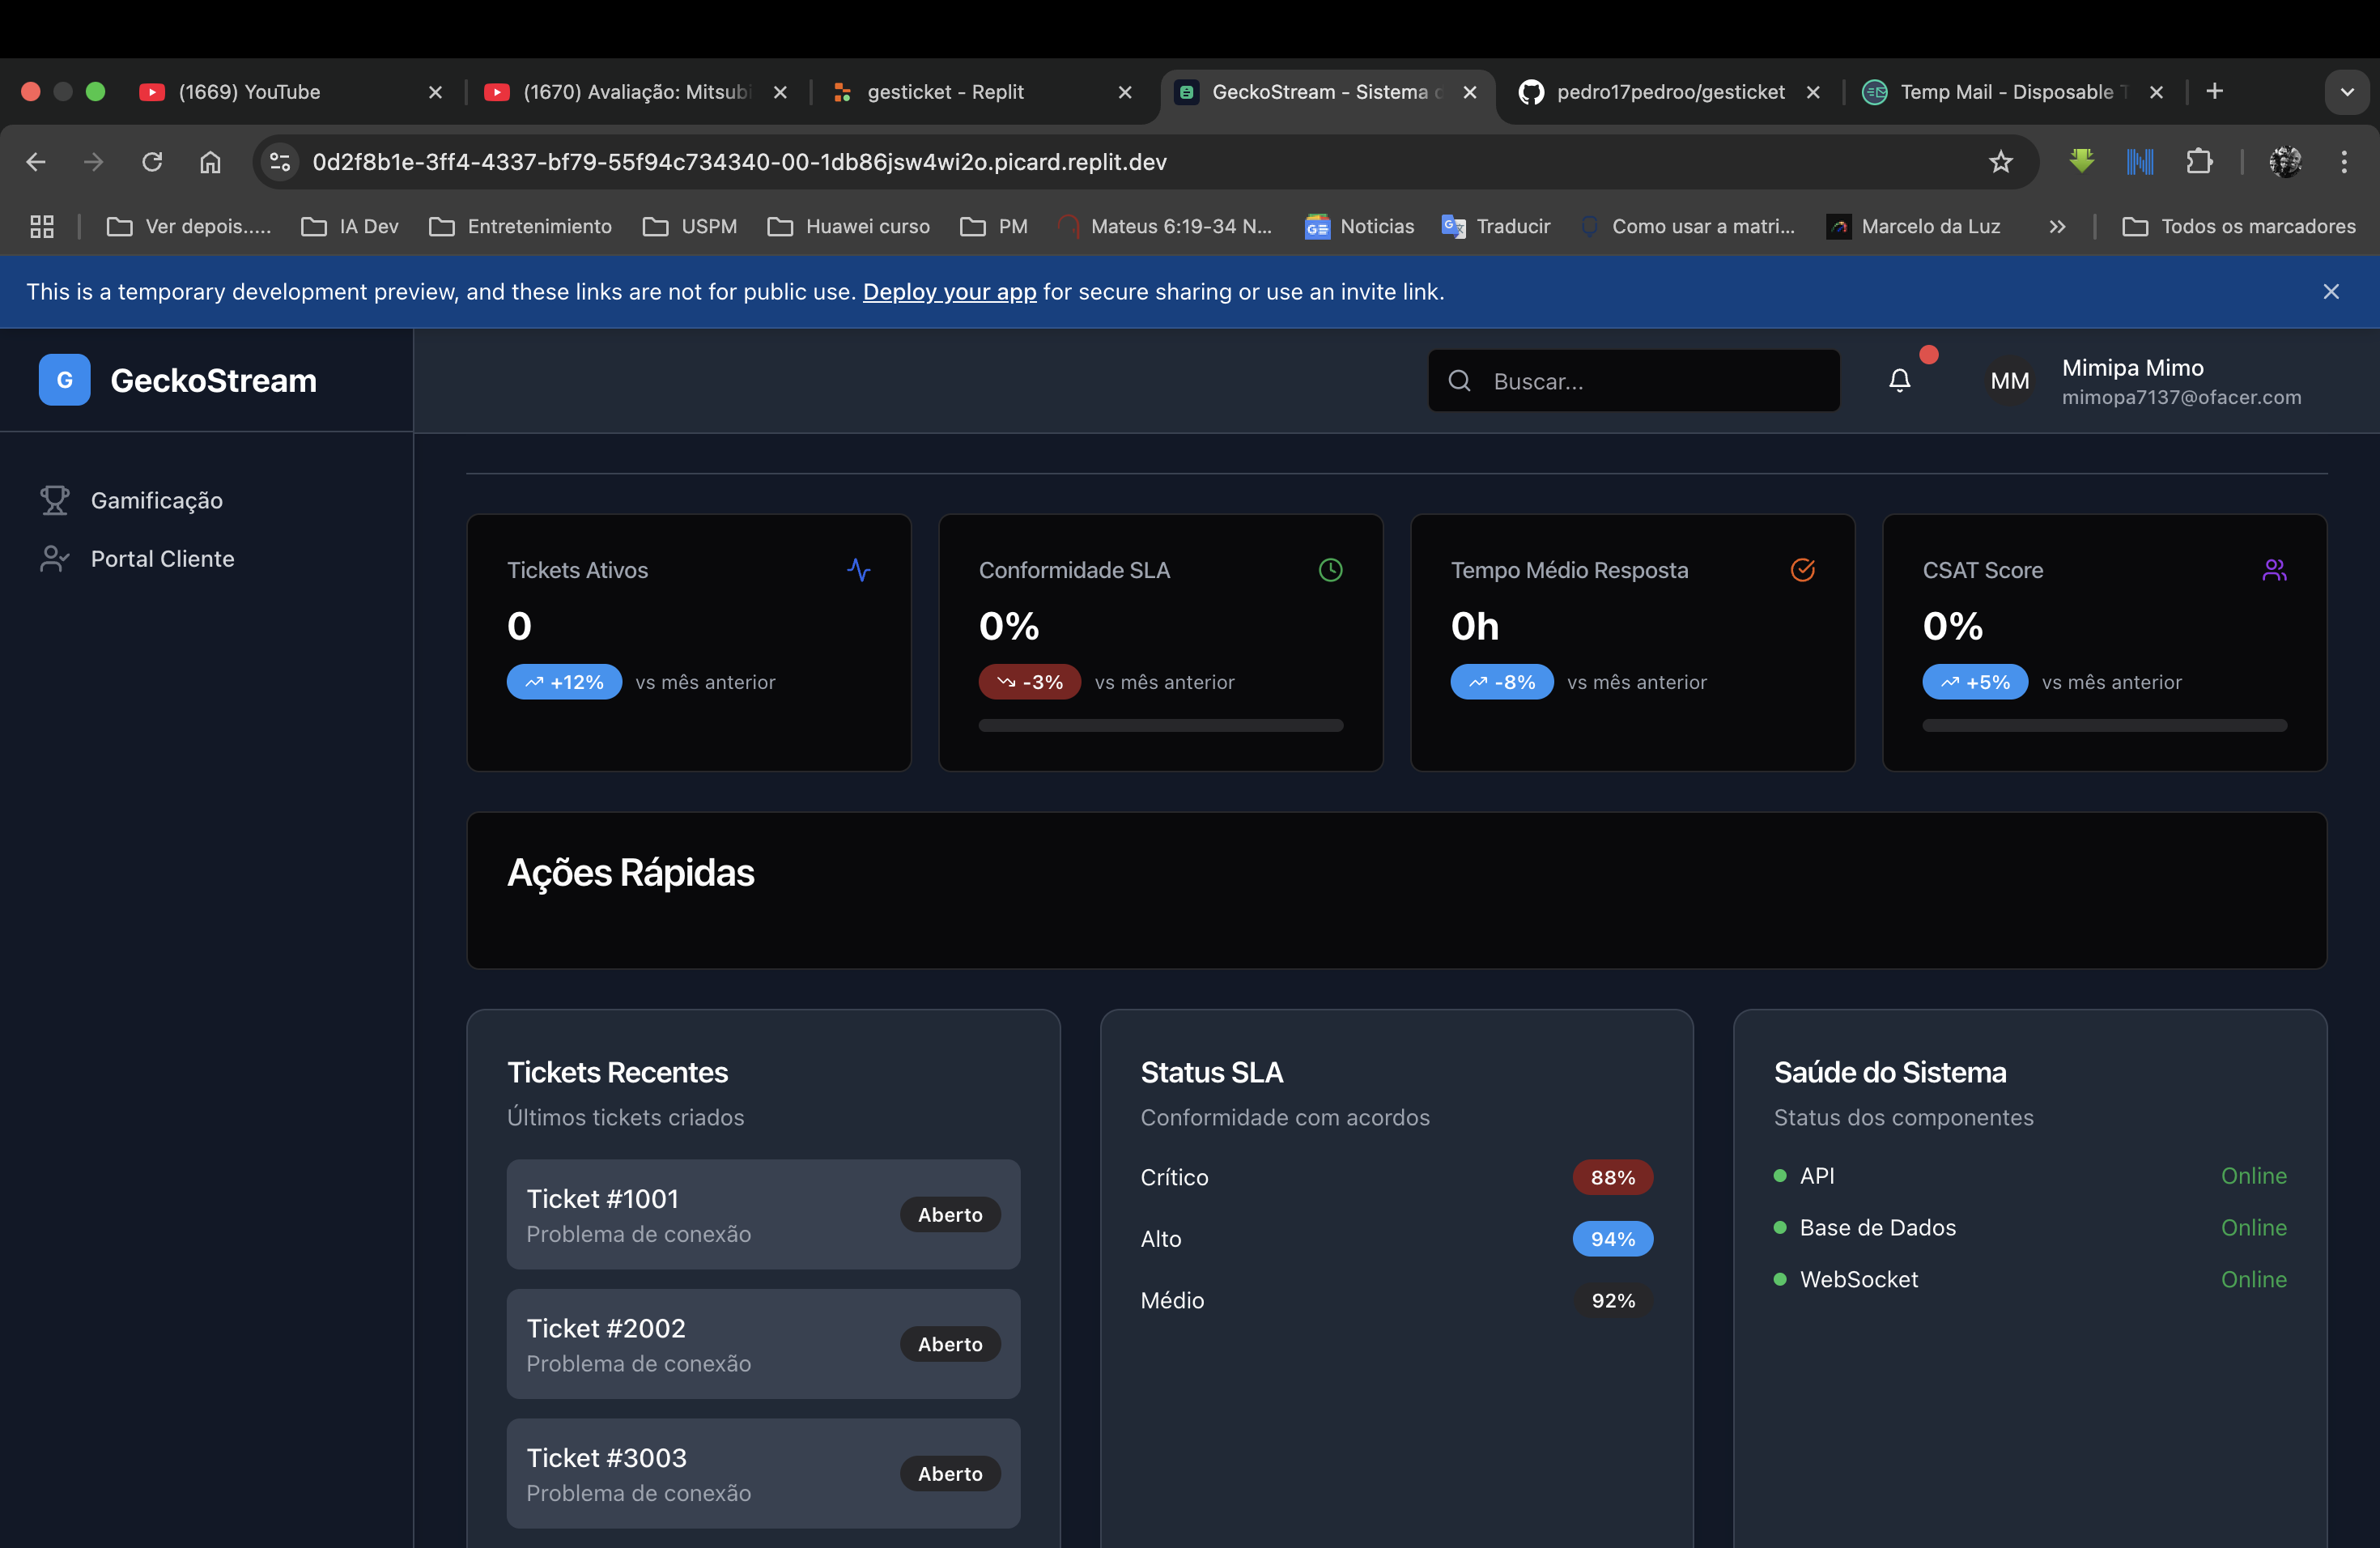 (1669) YouTube
(1670) Avaliação: Mitsubi
gesticket - Replit
GeckoStream - Sistema
pedro17pedroo/gesticket
Temp Mail - Disposable
0d2f8b1e-3ff4-4337-bf79-55f94c734340-00-1db86jsw4wi2o.picard.replit.dev
Ver depois.....
IA Dev
Entretenimiento
USPM
Huawei curso
PM
Mateus 6:19-34 N...
Noticias
Traducir
Como usar a matri...
Marcelo da Luz
Todos os marcadores
This is a temporary development preview, and these links are not for public use. Deploy your app for secure sharing or use an invite link.
G
GeckoStream
Buscar...
MM
Mimipa Mimo
mimopa7137@ofacer.com
Gamificação
Portal Cliente
Tickets Ativos
0
+12% vs mês anterior
Conformidade SLA
0%
-3% vs mês anterior
Tempo Médio Resposta
0h
-8% vs mês anterior
CSAT Score
0%
+5% vs mês anterior
Ações Rápidas
Tickets Recentes
Últimos tickets criados
Ticket #1001
Problema de conexão
Aberto
Ticket #2002
Problema de conexão
Aberto
Ticket #3003
Problema de conexão
Aberto
Status SLA
Conformidade com acordos
Crítico 88%
Alto 94%
Médio 92%
Saúde do Sistema
Status dos componentes
API Online
Base de Dados Online
WebSocket Online